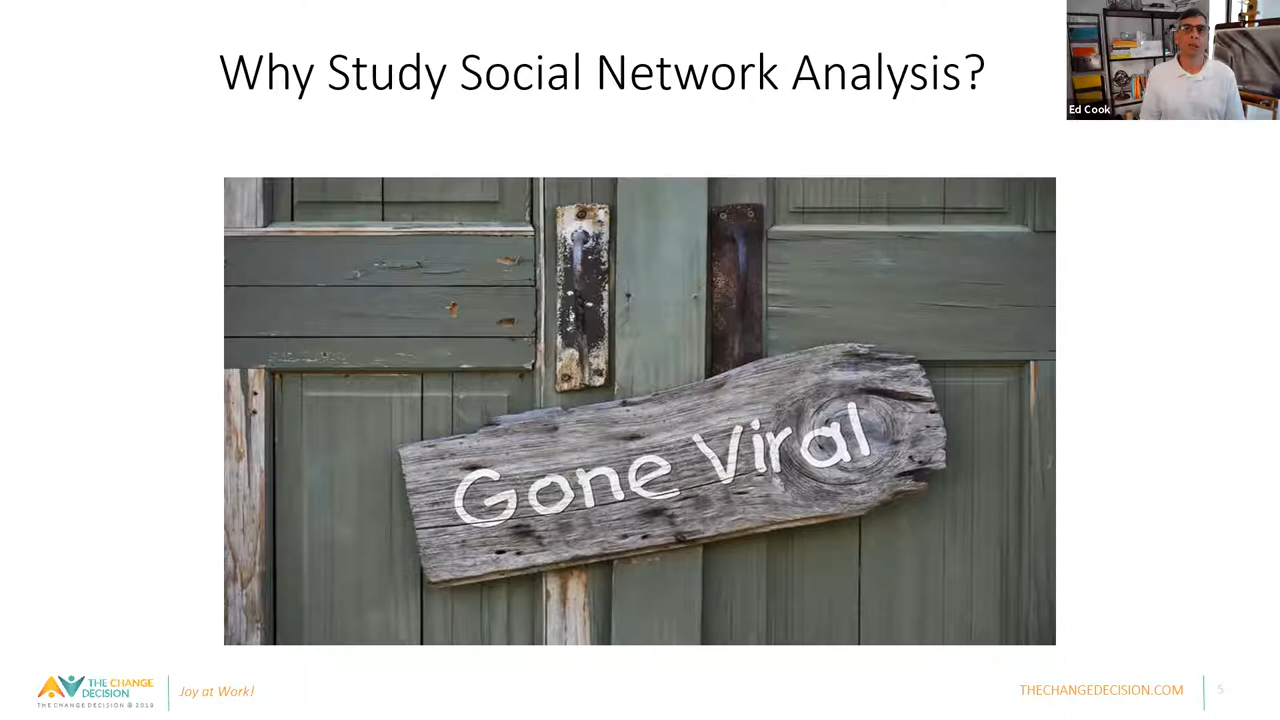 Why Study Social Network Analysis?
Ed Cook
Gone Viral
THE CHANGE
DECISION
THE CHANGE DECISION @ 2019
Joy at Work!
THECHANGEDECISION.COM
5